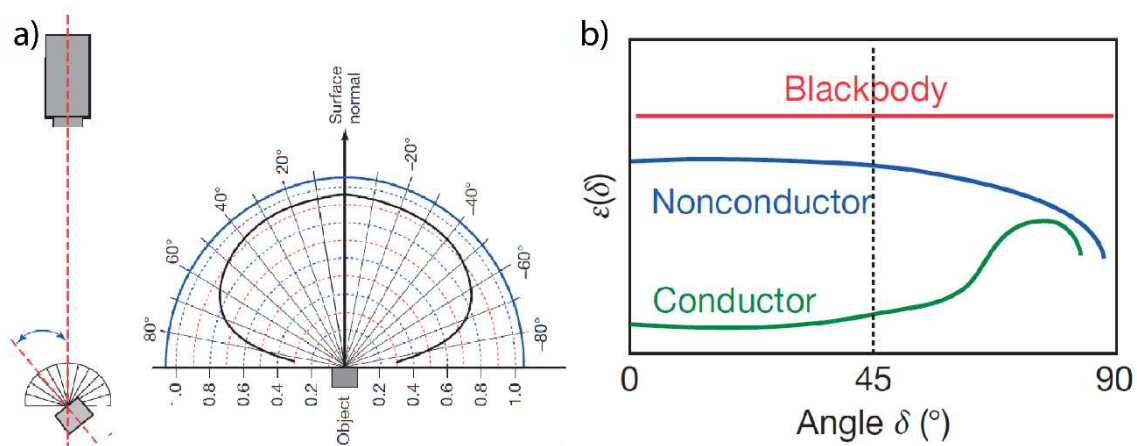 a)
Surface
normal
20°
-20°
40°
-40°
60°
-60°
80°
-80°
.0
0.8
0.6
0.4
0.2
0.2
0.4
0.6
0.8
1.0
Object
b)
Blackbody
Nonconductor
Conductor
ε(δ)
0
45
90
Angle δ (°)